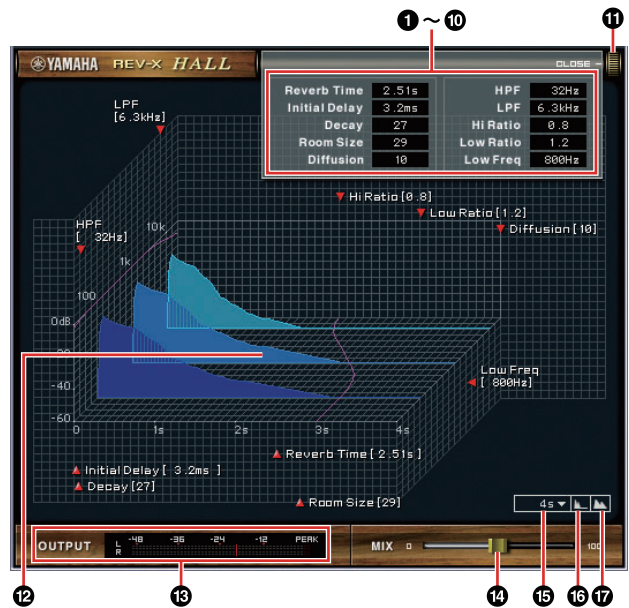 ❶～❿
⓫
YAMAHA REV-X HALL
CLOSE
Reverb Time 2.51s
Initial Delay 3.2ms
Decay 27
Room Size 29
Diffusion 10
HPF 32Hz
LPF 6.3kHz
Hi Ratio 0.8
Low Ratio 1.2
Low Freq 800Hz
LPF
[6.3kHz]
Hi Ratio[0.8]
Low Ratio[1.2]
Diffusion[10]
HPF
[ 32Hz]
10k
1k
100
0dB
-20
-40
-60
0 1s 2s 3s 4s
Low Freq
[ 800Hz]
Reverb Time[ 2.51s ]
Initial Delay[ 3.2ms ]
Decay[27]
Room Size[29]
4s
OUTPUT
L
R
-48 -36 -24 -12 PEAK
MIX 0 100
⓬ ⓭ ⓮ ⓯ ⓰ ⓱